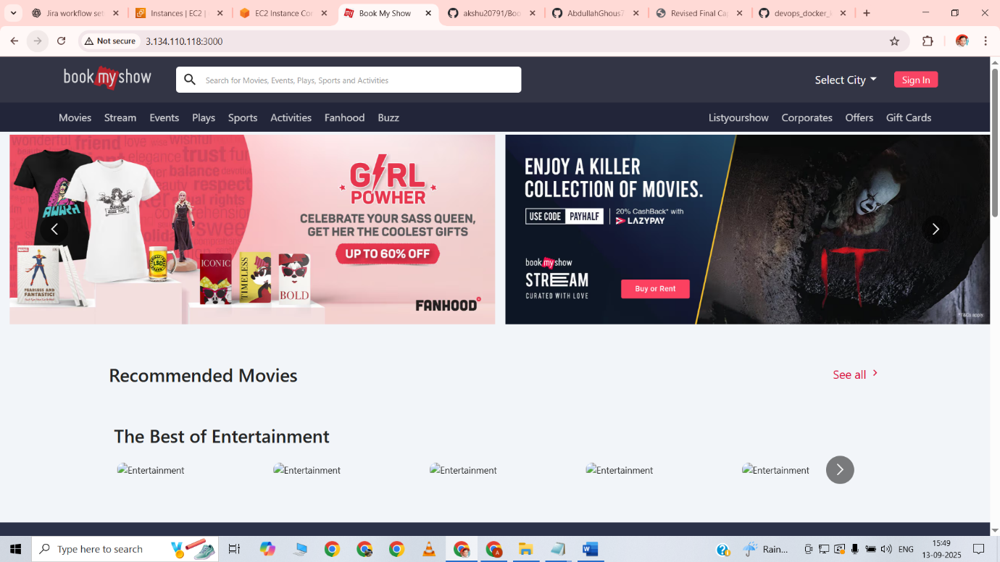 Jira workflow set
Instances | EC2 |
EC2 Instance Co
Book My Show
akshu20791/Boo
AbdullahGhous7
Revised Final Ca
devops_docker_
Not secure
3.134.110.118:3000
book my show
Search for Movies, Events, Plays, Sports and Activities
Select City
Sign In
Movies Stream Events Plays Sports Activities Fanhood Buzz
Listyourshow Corporates Offers Gift Cards
GIRL
POWHER
CELEBRATE YOUR SASS QUEEN,
GET HER THE COOLEST GIFTS
UP TO 60% OFF
FANHOOD
AWWRA
MARVEL
FEARLESS AND
FANTASTIC!
ICONIC
TIMELESS
BOLD
ENJOY A KILLER
COLLECTION OF MOVIES.
USE CODE PAYHALF
20% CashBack* with
LAZYPAY
book my show
STREAM
CURATED WITH LOVE
Buy or Rent
IT
*T&Cs apply
Recommended Movies
See all
The Best of Entertainment
Entertainment
Entertainment
Entertainment
Entertainment
Entertainment
Type here to search
Rain...
ENG
15:49
13-09-2025